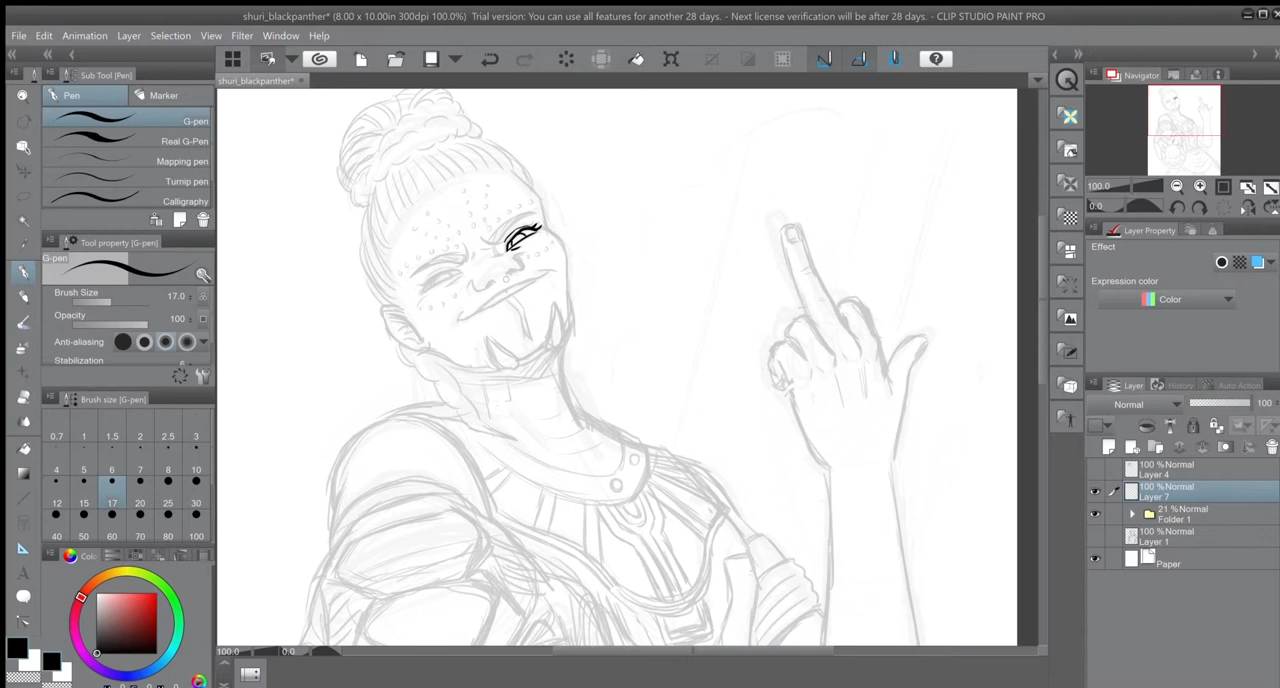 shuri_blackpanther* (8.00 x 10.00in 300dpi 100.0%) Trial version: You can use all features for another 28 days. - Next license verification will be after 28 days. - CLIP STUDIO PAINT PRO
File Edit Animation Layer Selection View Filter Window Help
Sub Tool [Pen]
shuri_blackpanther*
Navigator
Pen Marker
G-pen
Real G-Pen
Mapping pen
Turnip pen
Calligraphy
100.0
0.0
Tool property [G-pen]
Layer Property
G-pen
Effect
Brush Size 17.0
Expression color
Color
Opacity 100
Anti-aliasing
Stabilization
Brush size [G-pen]
Layer History Auto Action
Normal 100
0.7 1 1.5 2 2.5 3
4 5 6 7 8 10
12 15 17 20 25 30
40 50 60 70 80 100
100 % Normal
Layer 4
100 % Normal
Layer 7
21 % Normal
Folder 1
100 % Normal
Layer 1
Paper
Colo
100.0 0.0